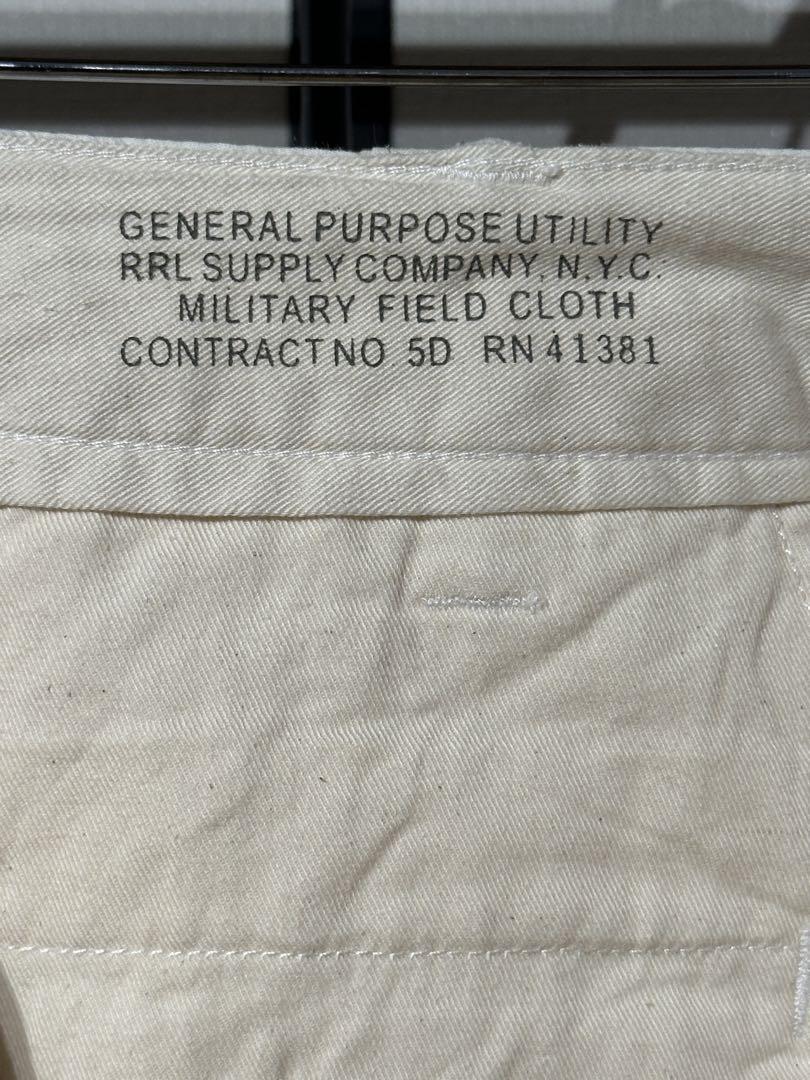 GENERAL PURPOSE UTILITY
RRL SUPPLY COMPANY, N.Y.C.
MILITARY FIELD CLOTH
CONTRACT NO. 5D RN 41381